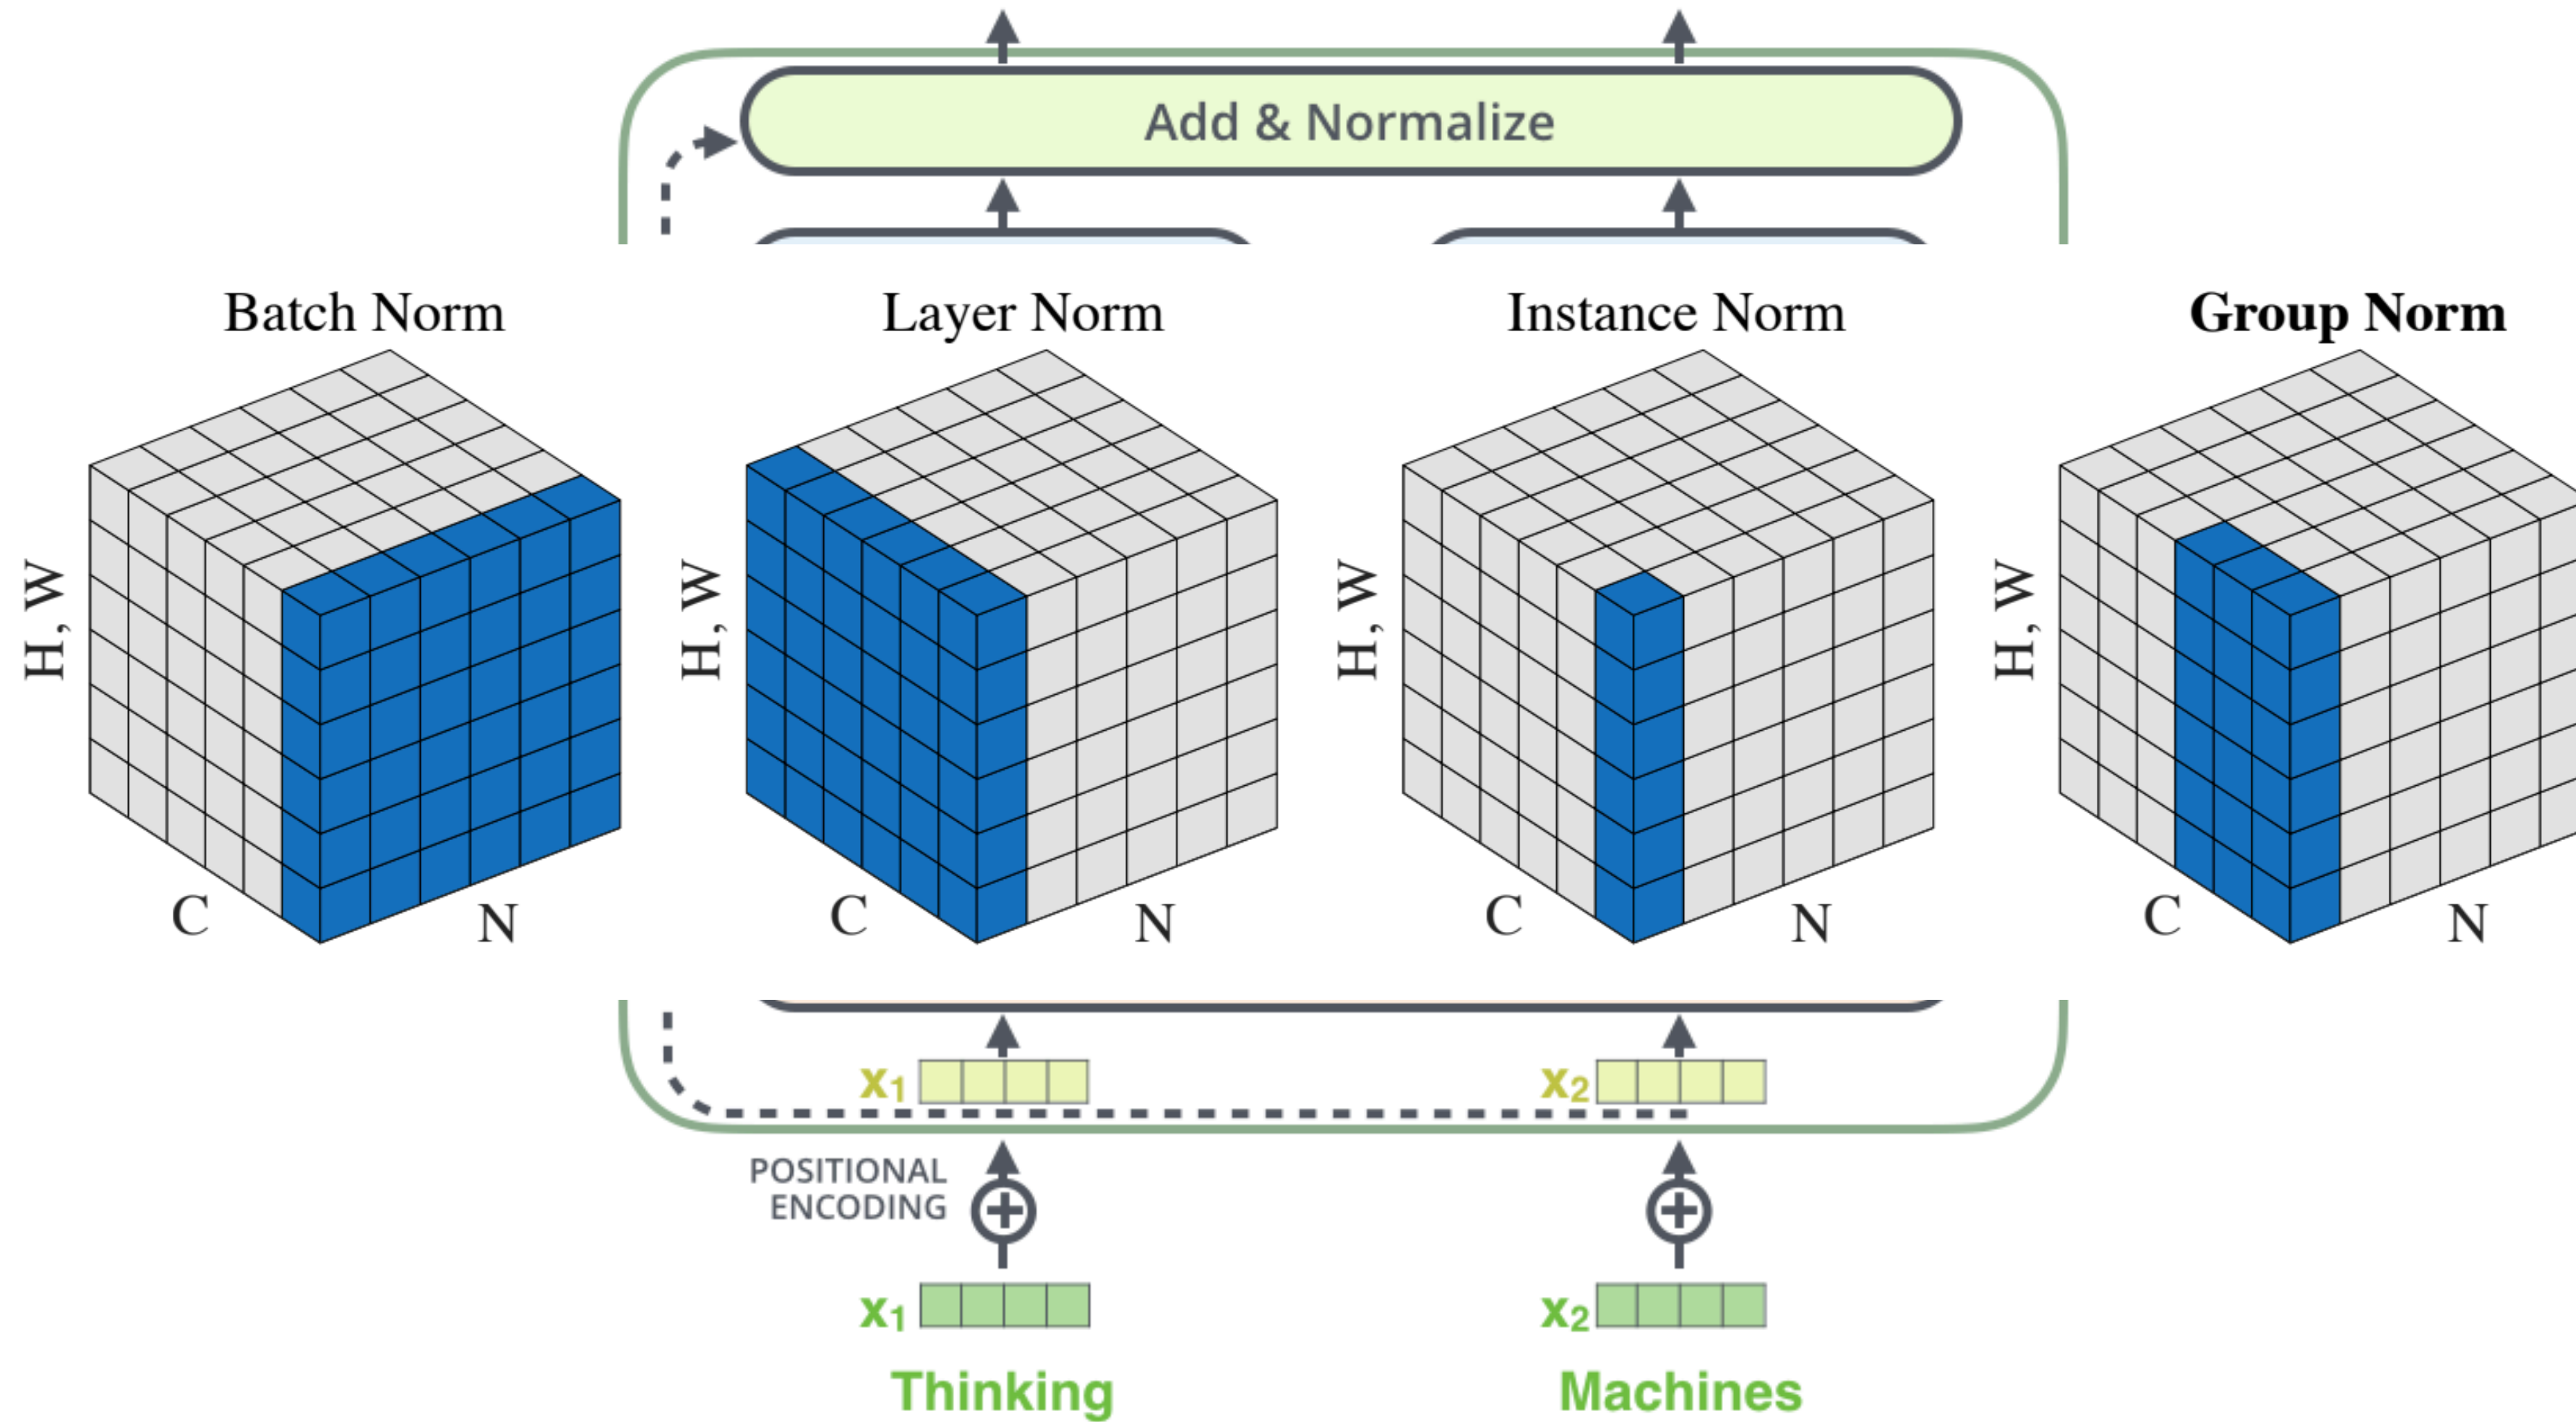 Add & Normalize
Batch Norm
Layer Norm
Instance Norm
Group Norm
H, W
H, W
H, W
H, W
C
N
C
N
C
N
C
N
x1
x2
POSITIONAL
ENCODING
x1
x2
Thinking
Machines